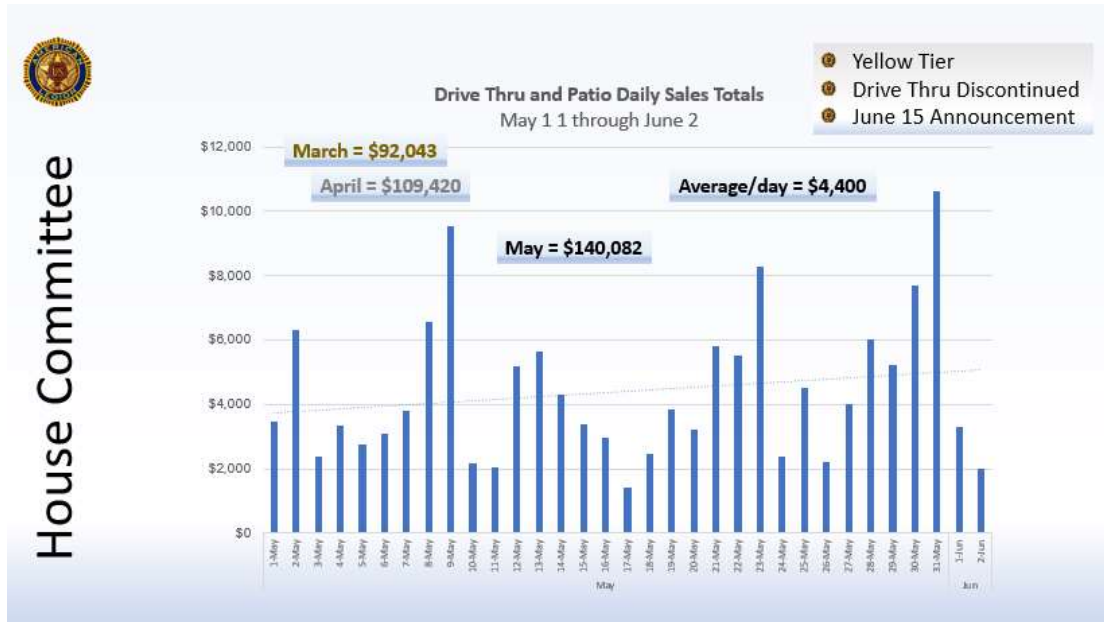 AMERICAN
US
LEGION
House Committee
Yellow Tier
Drive Thru Discontinued
June 15 Announcement
Drive Thru and Patio Daily Sales Totals
May 1 1 through June 2
March = $92,043
April = $109,420
Average/day = $4,400
May = $140,082
$12,000
$10,000
$8,000
$6,000
$4,000
$2,000
$0
1-May
2-May
3-May
4-May
5-May
6-May
7-May
8-May
9-May
10-May
11-May
12-May
13-May
14-May
15-May
16-May
17-May
18-May
19-May
20-May
21-May
22-May
23-May
24-May
25-May
26-May
27-May
28-May
29-May
30-May
31-May
1-Jun
2-Jun
May
Jun